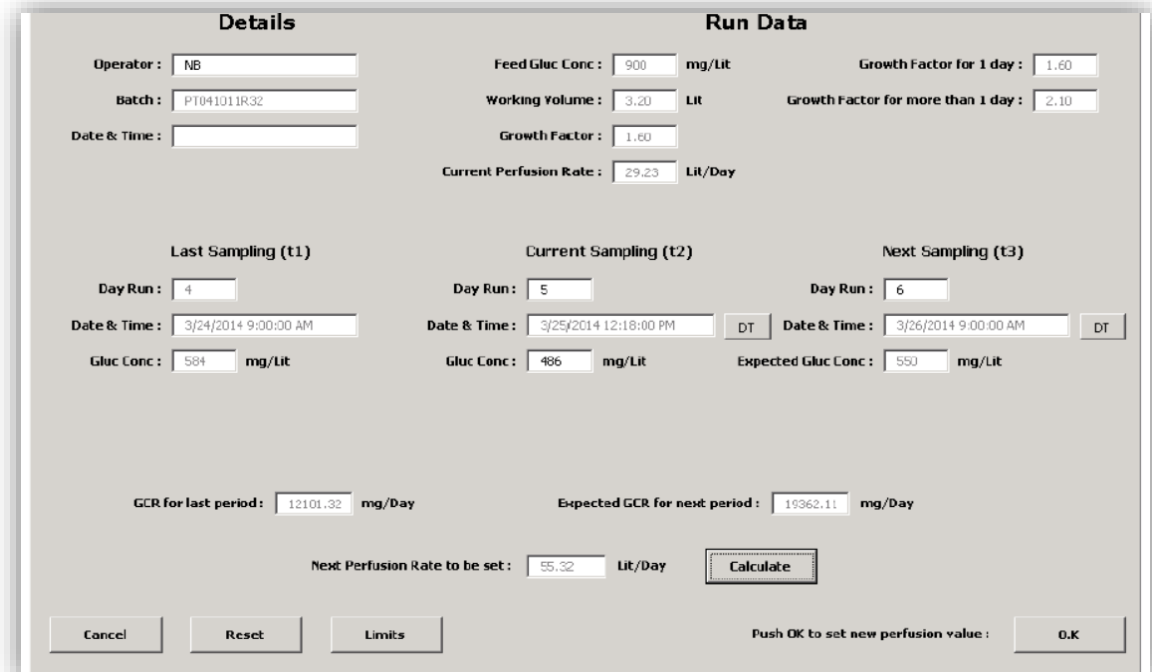 Details Run Data
Operator : NB Feed Gluc Conc : 900 mg/Lit Growth Factor for 1 day : 1.60
Batch : PT041011R32 Working Volume : 3.20 Lit Growth Factor for more than 1 day : 2.10
Date & Time : Growth Factor : 1.60
Current Perfusion Rate : 29.23 Lit/Day
Last Sampling (t1) Current Sampling (t2) Next Sampling (t3)
Day Run : 4 Day Run : 5 Day Run : 6
Date & Time : 3/24/2014 9:00:00 AM Date & Time : 3/25/2014 12:18:00 PM DT Date & Time : 3/26/2014 9:00:00 AM DT
Gluc Conc : 584 mg/Lit Gluc Conc : 486 mg/Lit Expected Gluc Conc : 550 mg/Lit
GCR for last period : 12101.32 mg/Day Expected GCR for next period : 19362.11 mg/Day
Next Perfusion Rate to be set : 55.32 Lit/Day Calculate
Cancel Reset Limits Push OK to set new perfusion value : O.K